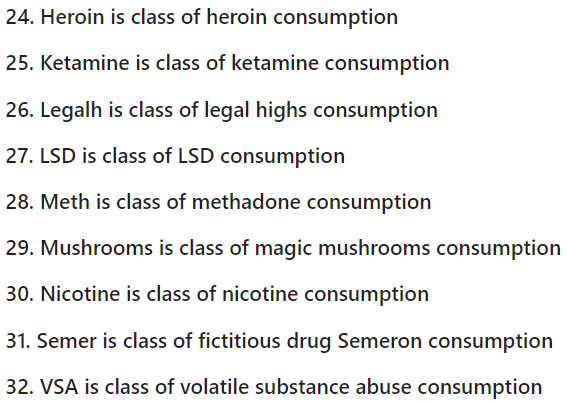 24. Heroin is class of heroin consumption
25. Ketamine is class of ketamine consumption
26. Legalh is class of legal highs consumption
27. LSD is class of LSD consumption
28. Meth is class of methadone consumption
29. Mushrooms is class of magic mushrooms consumption
30. Nicotine is class of nicotine consumption
31. Semer is class of fictitious drug Semeron consumption
32. VSA is class of volatile substance abuse consumption